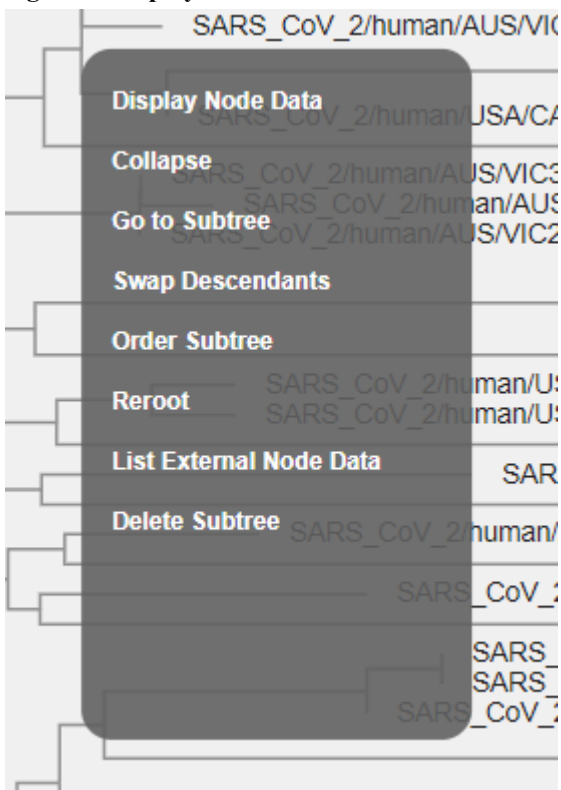 SARS_CoV_2/human/AUS/VIC
Display Node Data
SARS_CoV_2/human/USA/CA
Collapse
SARS_CoV_2/human/AUS/VIC3
SARS_CoV_2/human/AUS
Go to Subtree
SARS_CoV_2/human/AUS/VIC2
Swap Descendants
Order Subtree
SARS_CoV_2/human/US
Reroot
SARS_CoV_2/human/US
List External Node Data
SAR
Delete Subtree
SARS_CoV_2/human/
SARS_CoV_2
SARS_
SARS_
SARS_CoV_2